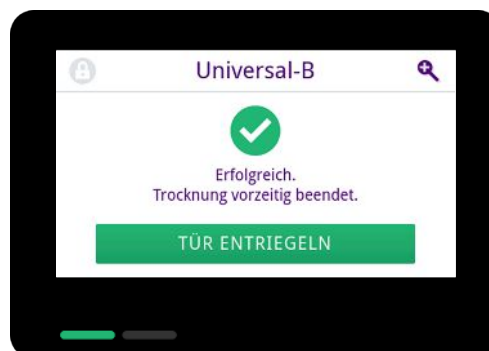 Universal-B
Erfolgreich.
Trocknung vorzeitig beendet.
TÜR ENTRIEGELN